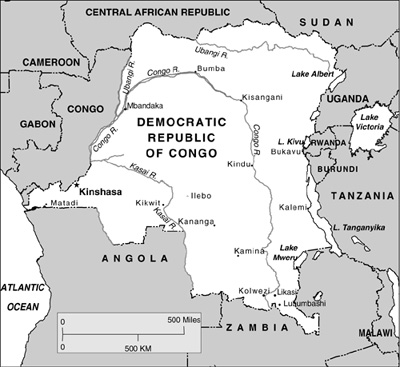 CENTRAL AFRICAN REPUBLIC
SUDAN
CAMEROON
Ubangi R.
Ubangi R.
Congo R.
Bumba
Lake Albert
UGANDA
CONGO
Mbandaka
Kisangani
GABON
Congo R.
DEMOCRATIC
REPUBLIC
OF CONGO
Congo R.
Lake
Victoria
L. Kivu
RWANDA
Bukavu
Kindu
BURUNDI
Kasai R.
TANZANIA
Kinshasa
Ilebo
Kikwit
Kalemi
Matadi
Kasai R.
Kananga
L. Tanganyika
ANGOLA
Kamina
Lake
Mweru
ATLANTIC
OCEAN
Kolwezi
Likasi
Lubumbashi
0 500 Miles
0 500 KM
ZAMBIA
MALAWI